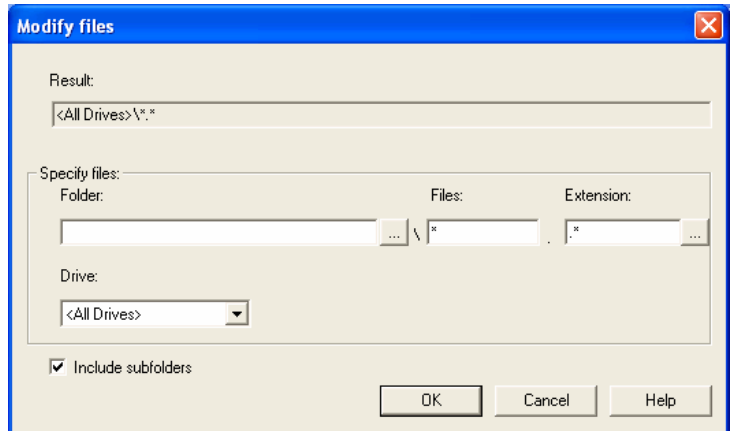 Modify files
Result:
<All Drives>\*.*
Specify files:
Folder: Files: Extension:
... \ * . .* ...
Drive:
<All Drives>
Include subfolders
OK Cancel Help